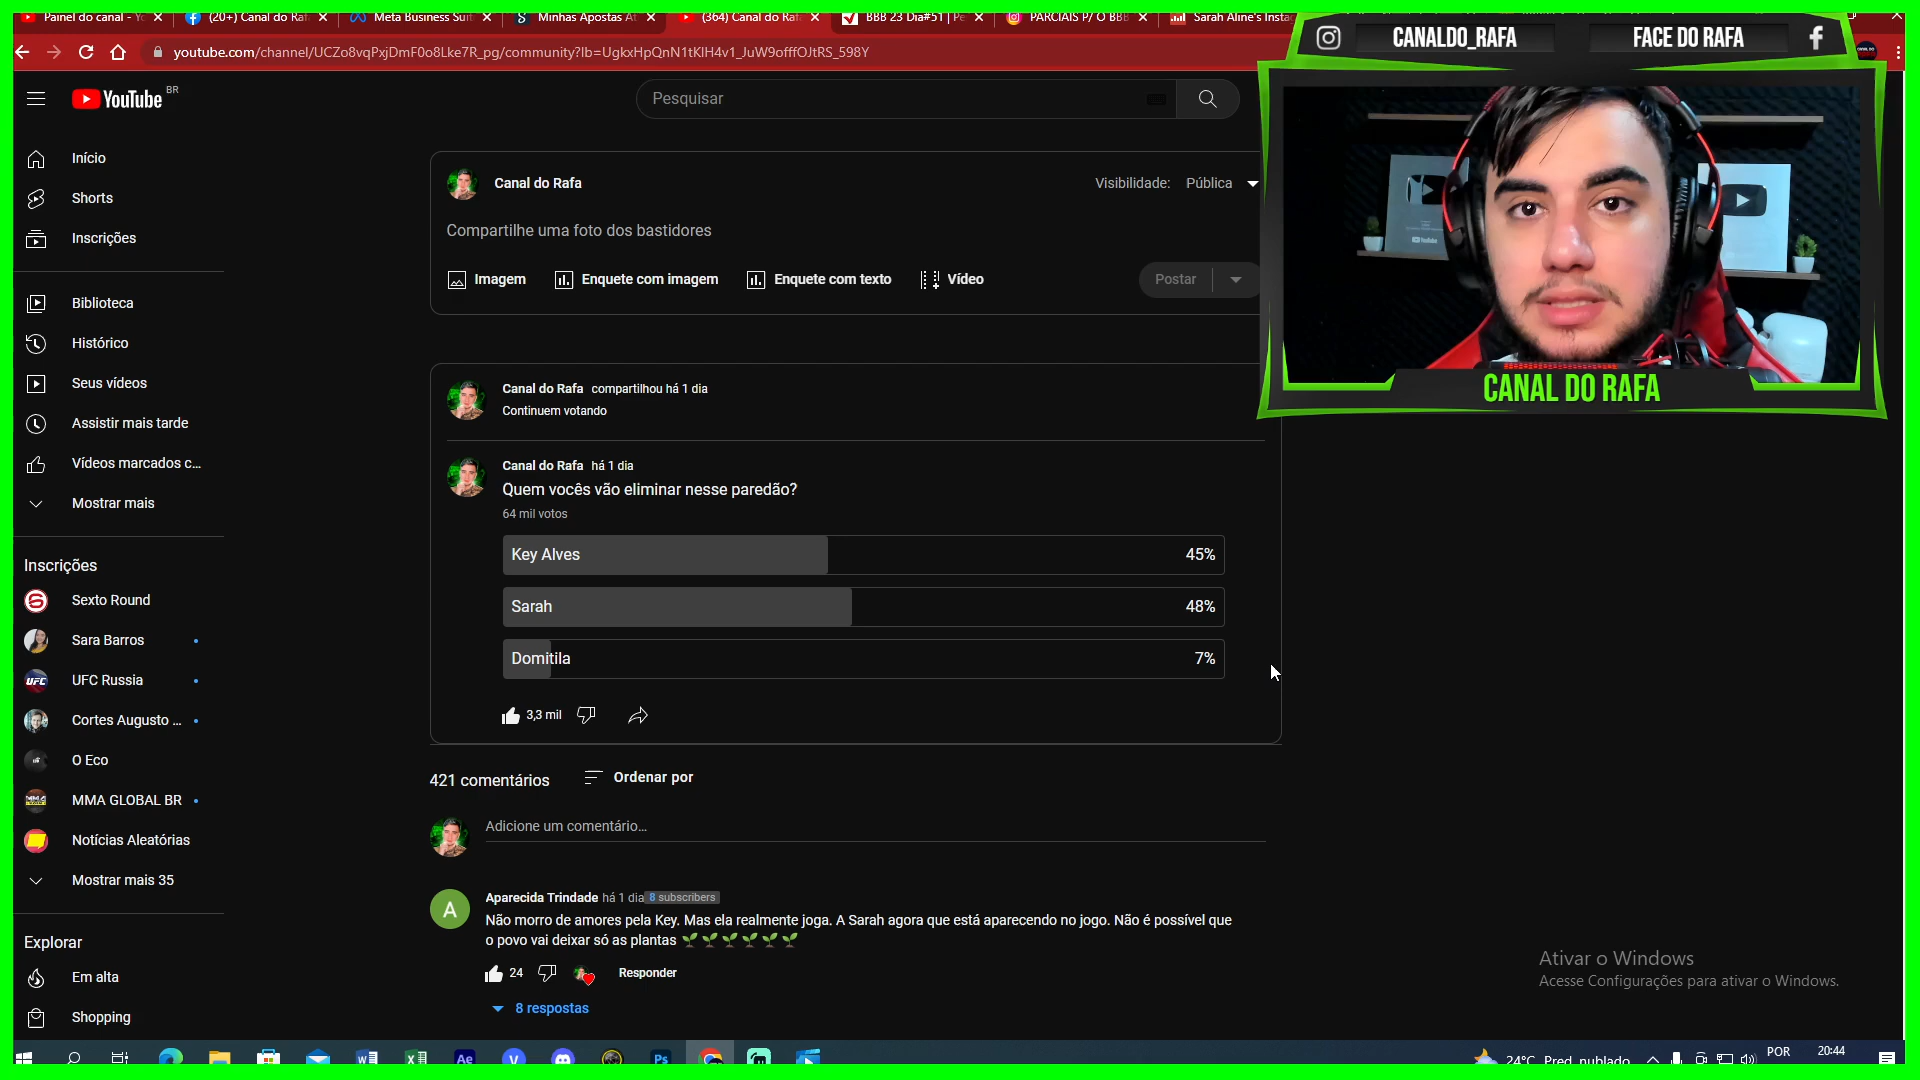 Painel do canal - Yo
(20+) Canal do Rafa
Meta Business Suit
Minhas Apostas At
(364) Canal do Rafa
BBB 23 Dia#51 | Pe
PARCIAIS P/ O BBB
Sarah Aline's Insta
youtube.com/channel/UCZo8vqPxjDmF0o8Lke7R_pg/community?lb=UgkxHpQnN1tKIH4v1_JuW9offfOJtRS_598Y
CANALDO_RAFA
FACE DO RAFA
YouTube BR
Pesquisar
Início
Shorts
Inscrições
Biblioteca
Histórico
Seus vídeos
Assistir mais tarde
Vídeos marcados c...
Mostrar mais
Inscrições
Sexto Round
Sara Barros
UFC Russia
Cortes Augusto ...
O Eco
MMA GLOBAL BR
Notícias Aleatórias
Mostrar mais 35
Explorar
Em alta
Shopping
Canal do Rafa
Visibilidade: Pública
Compartilhe uma foto dos bastidores
Imagem
Enquete com imagem
Enquete com texto
Vídeo
Postar
Canal do Rafa compartilhou há 1 dia
Continuem votando
Canal do Rafa há 1 dia
Quem vocês vão eliminar nesse paredão?
64 mil votos
Key Alves 45%
Sarah 48%
Domitila 7%
3,3 mil
421 comentários
Ordenar por
Adicione um comentário...
A
Aparecida Trindade há 1 dia 8 subscribers
Não morro de amores pela Key. Mas ela realmente joga. A Sarah agora que está aparecendo no jogo. Não é possível que
o povo vai deixar só as plantas 🌱🌱🌱🌱🌱🌱
24
Responder
8 respostas
CANAL DO RAFA
Ativar o Windows
Acesse Configurações para ativar o Windows.
24°C Pred. nublado
POR
20:44